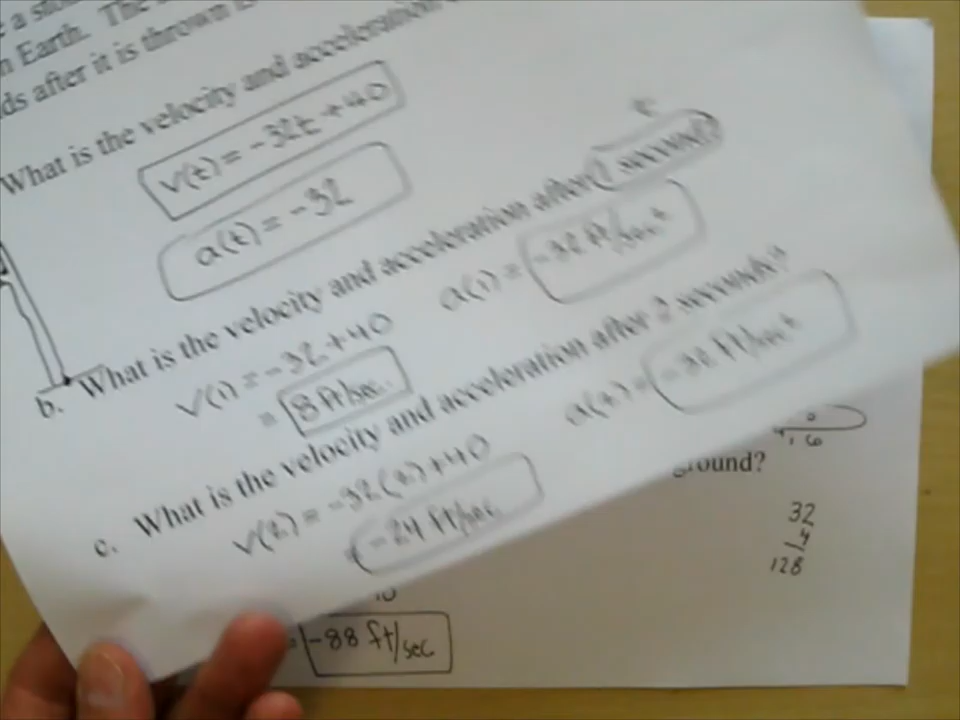 e a sto
n Earth. The
ds after it is thrown is
What is the velocity and acceleration
v(t) = -32t + 40
a(t) = -32
b. What is the velocity and acceleration after 1 second?
v(1) = -32 + 40
= 8 ft/sec.
a(1) = -32 ft/sec²
c. What is the velocity and acceleration after 2 seconds?
v(2) = -32(2) + 40
-24 ft/sec
a(2) = -32 ft/sec²
ground?
32
4
128
= -88 ft/sec